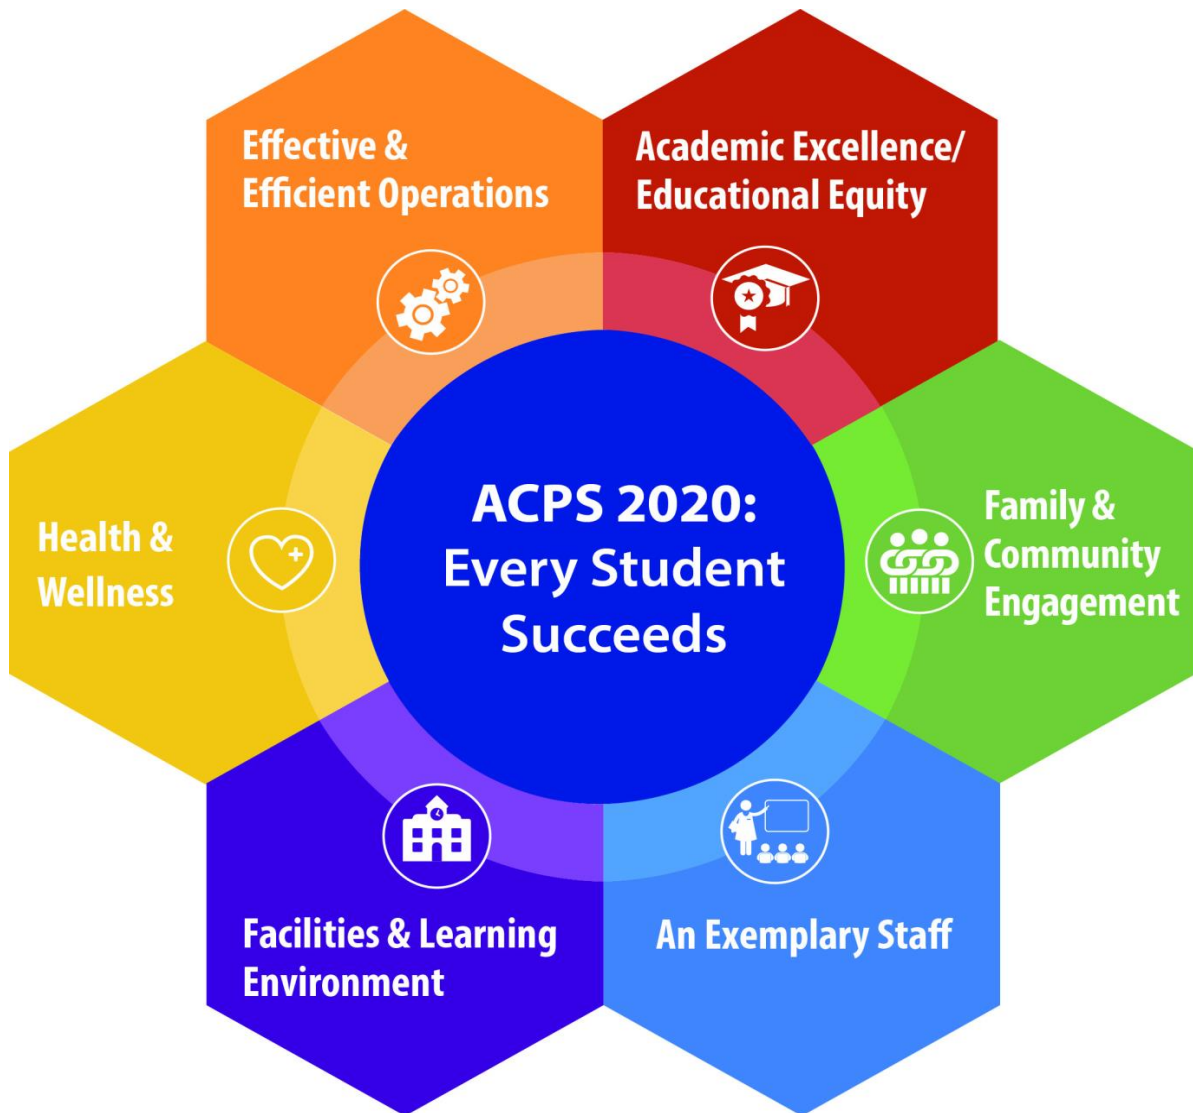 Effective &
Efficient Operations
Academic Excellence/
Educational Equity
Health &
Wellness
ACPS 2020:
Every Student
Succeeds
Family &
Community
Engagement
Facilities & Learning
Environment
An Exemplary Staff